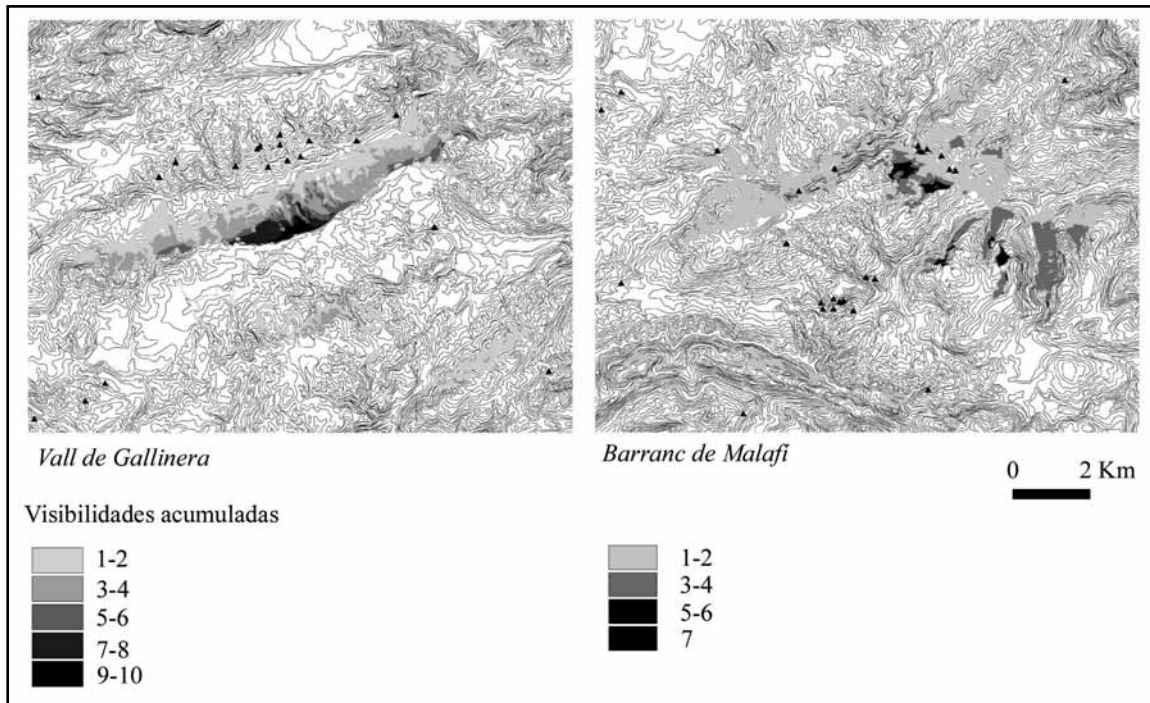 Vall de Gallinera
Barranc de Malafí
0 2 Km
Visibilidades acumuladas
1-2
3-4
5-6
7-8
9-10
1-2
3-4
5-6
7